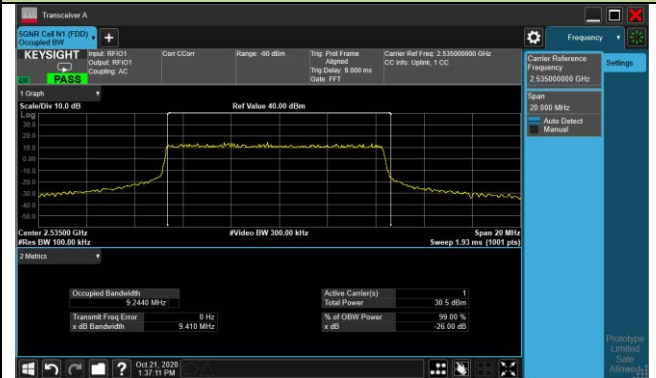 Transceiver A
5GNR Cell N1 (FDD)
Occupied BW
Frequency
KEYSIGHT
Input: RFIO1
Output: RFIO1
Coupling: AC
Corr CCorr
Range: -60 dBm
Trig: Prot Frame
Aligned
Trig Delay: 9.000 ms
Gate: FFT
Carrier Ref Freq: 2.535000000 GHz
CC Info: Uplink, 1 CC
PASS
Carrier Reference
Frequency
2.535000000 GHz
Settings
Span
20.000 MHz
Auto Detect
Manual
1 Graph
Scale/Div 10.0 dB
Ref Value 40.00 dBm
Log
30.0
20.0
10.0
0.00
-10.0
-20.0
-30.0
-40.0
-50.0
Center 2.53500 GHz
#Video BW 300.00 kHz
Span 20 MHz
#Res BW 100.00 kHz
Sweep 1.93 ms (1001 pts)
2 Metrics
Occupied Bandwidth
9.2440 MHz
Active Carrier(s) 1
Total Power 30.5 dBm
Transmit Freq Error 0 Hz
x dB Bandwidth 9.410 MHz
% of OBW Power 99.00 %
x dB -26.00 dB
Prototype
Limited
Sale
Allowed
Oct 21, 2020
1:37:11 PM